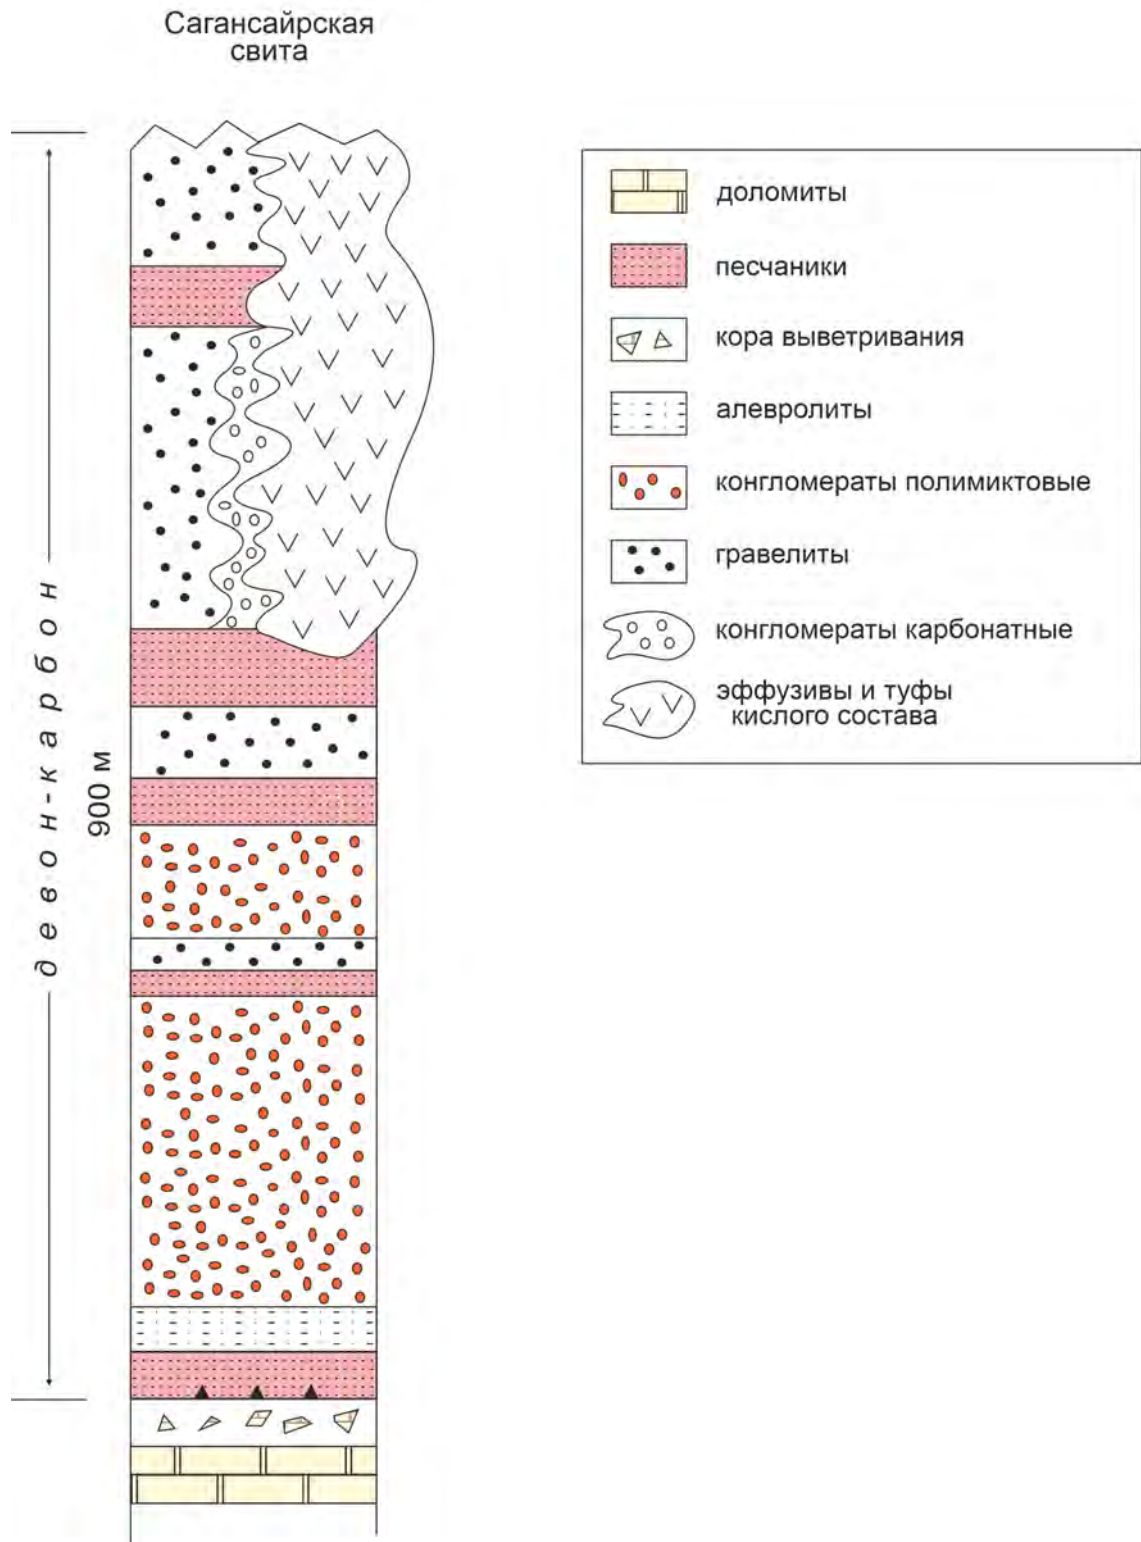 Сагансайрская
свита
девон-карбон
900 м
доломиты
песчаники
кора выветривания
алевролиты
конгломераты полимиктовые
гравелиты
конгломераты карбонатные
эффузивы и туфы
кислого состава